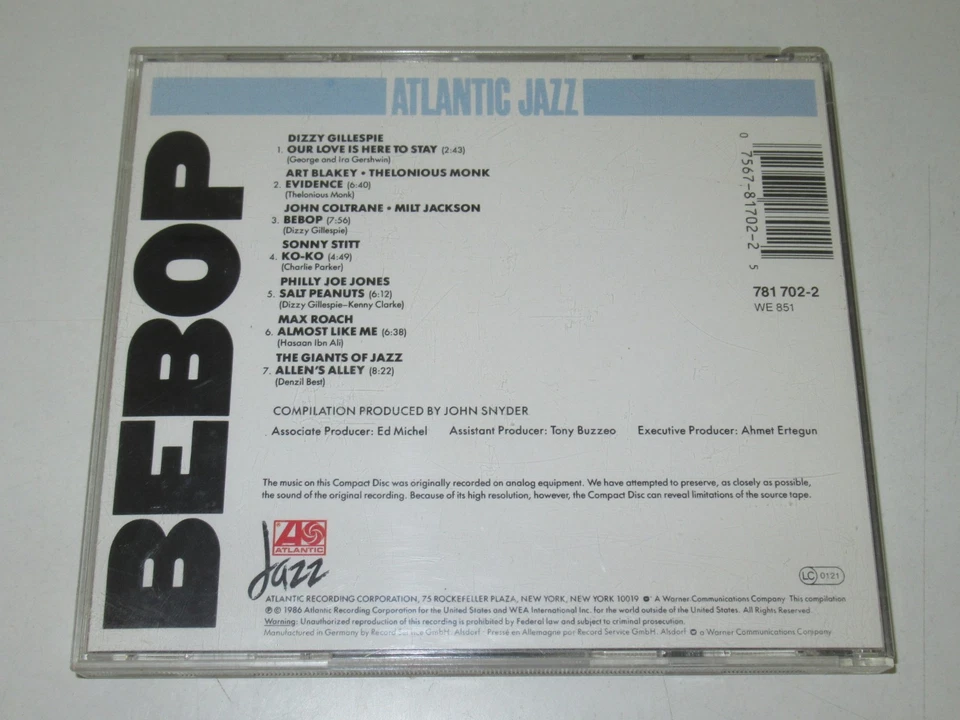 ATLANTIC JAZZ
BEBOP
DIZZY GILLESPIE
1. OUR LOVE IS HERE TO STAY (2:43)
(George and Ira Gershwin)
ART BLAKEY • THELONIOUS MONK
2. EVIDENCE (6:40)
(Thelonious Monk)
JOHN COLTRANE • MILT JACKSON
3. BEBOP (7:56)
(Dizzy Gillespie)
SONNY STITT
4. KO-KO (4:49)
(Charlie Parker)
PHILLY JOE JONES
5. SALT PEANUTS (6:12)
(Dizzy Gillespie–Kenny Clarke)
MAX ROACH
6. ALMOST LIKE ME (6:38)
(Hasaan Ibn Ali)
THE GIANTS OF JAZZ
7. ALLEN'S ALLEY (8:22)
(Denzil Best)
0 7567-81702-2 5
781 702-2
WE 851
COMPILATION PRODUCED BY JOHN SNYDER
Associate Producer: Ed Michel Assistant Producer: Tony Buzzeo Executive Producer: Ahmet Ertegun
The music on this Compact Disc was originally recorded on analog equipment. We have attempted to preserve, as closely as possible,
the sound of the original recording. Because of its high resolution, however, the Compact Disc can reveal limitations of the source tape.
A
ATLANTIC
Jazz
LC 0121
ATLANTIC RECORDING CORPORATION, 75 ROCKEFELLER PLAZA, NEW YORK, NEW YORK 10019 A Warner Communications Company This compilation
℗ © 1986 Atlantic Recording Corporation for the United States and WEA International Inc. for the world outside of the United States. All Rights Reserved.
Warning: Unauthorized reproduction of this recording is prohibited by Federal law and subject to criminal prosecution.
Manufactured in Germany by Record Service GmbH, Alsdorf · Pressé en Allemagne par Record Service GmbH. Alsdorf a Warner Communications Company